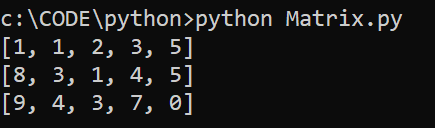 c:\CODE\python>python Matrix.py
[1, 1, 2, 3, 5]
[8, 3, 1, 4, 5]
[9, 4, 3, 7, 0]